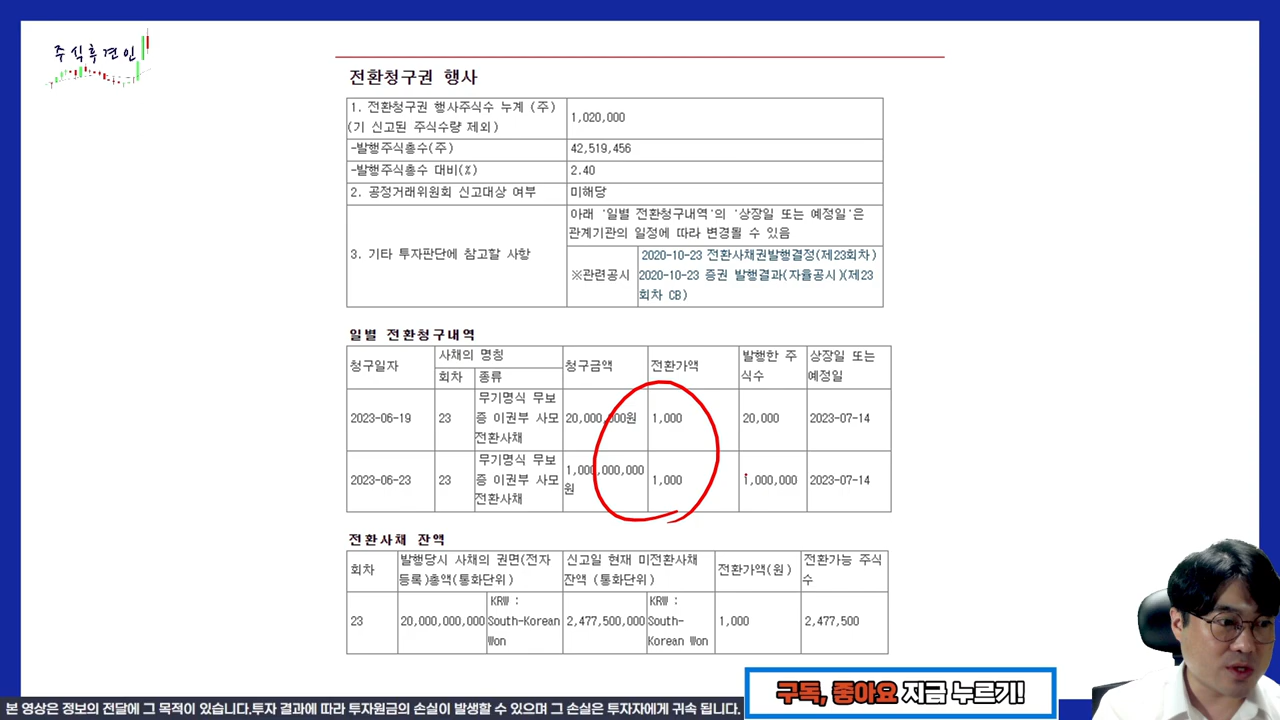 주식후견인
전환청구권 행사
1. 전환청구권 행사주식수 누계 (주)
(기 신고된 주식수량 제외)
1,020,000
-발행주식총수(주)
42,519,456
-발행주식총수 대비(%)
2.40
2. 공정거래위원회 신고대상 여부
미해당
3. 기타 투자판단에 참고할 사항
아래 '일별 전환청구내역'의 '상장일 또는 예정일'은
관계기관의 일정에 따라 변경될 수 있음
※관련공시
2020-10-23 전환사채권발행결정(제23회차)
2020-10-23 증권 발행결과(자율공시)(제23
회차 CB)
일별 전환청구내역
청구일자
사채의 명칭
회차
종류
청구금액
전환가액
발행한 주
식수
상장일 또는
예정일
2023-06-19
23
무기명식 무보
증 이권부 사모
전환사채
20,000,000원
1,000
20,000
2023-07-14
2023-06-23
23
무기명식 무보
증 이권부 사모
전환사채
1,000,000,000
원
1,000
1,000,000
2023-07-14
전환사채 잔액
회차
발행당시 사채의 권면(전자
등록)총액(통화단위)
신고일 현재 미전환사채
잔액 (통화단위)
전환가액(원)
전환가능 주식
수
23
20,000,000,000
KRW :
South-Korean
Won
2,477,500,000
KRW :
South-
Korean Won
1,000
2,477,500
구독, 좋아요 지금 누르기!
본 영상은 정보의 전달에 그 목적이 있습니다.투자 결과에 따라 투자원금의 손실이 발생할 수 있으며 그 손실은 투자자에게 귀속 됩니다.